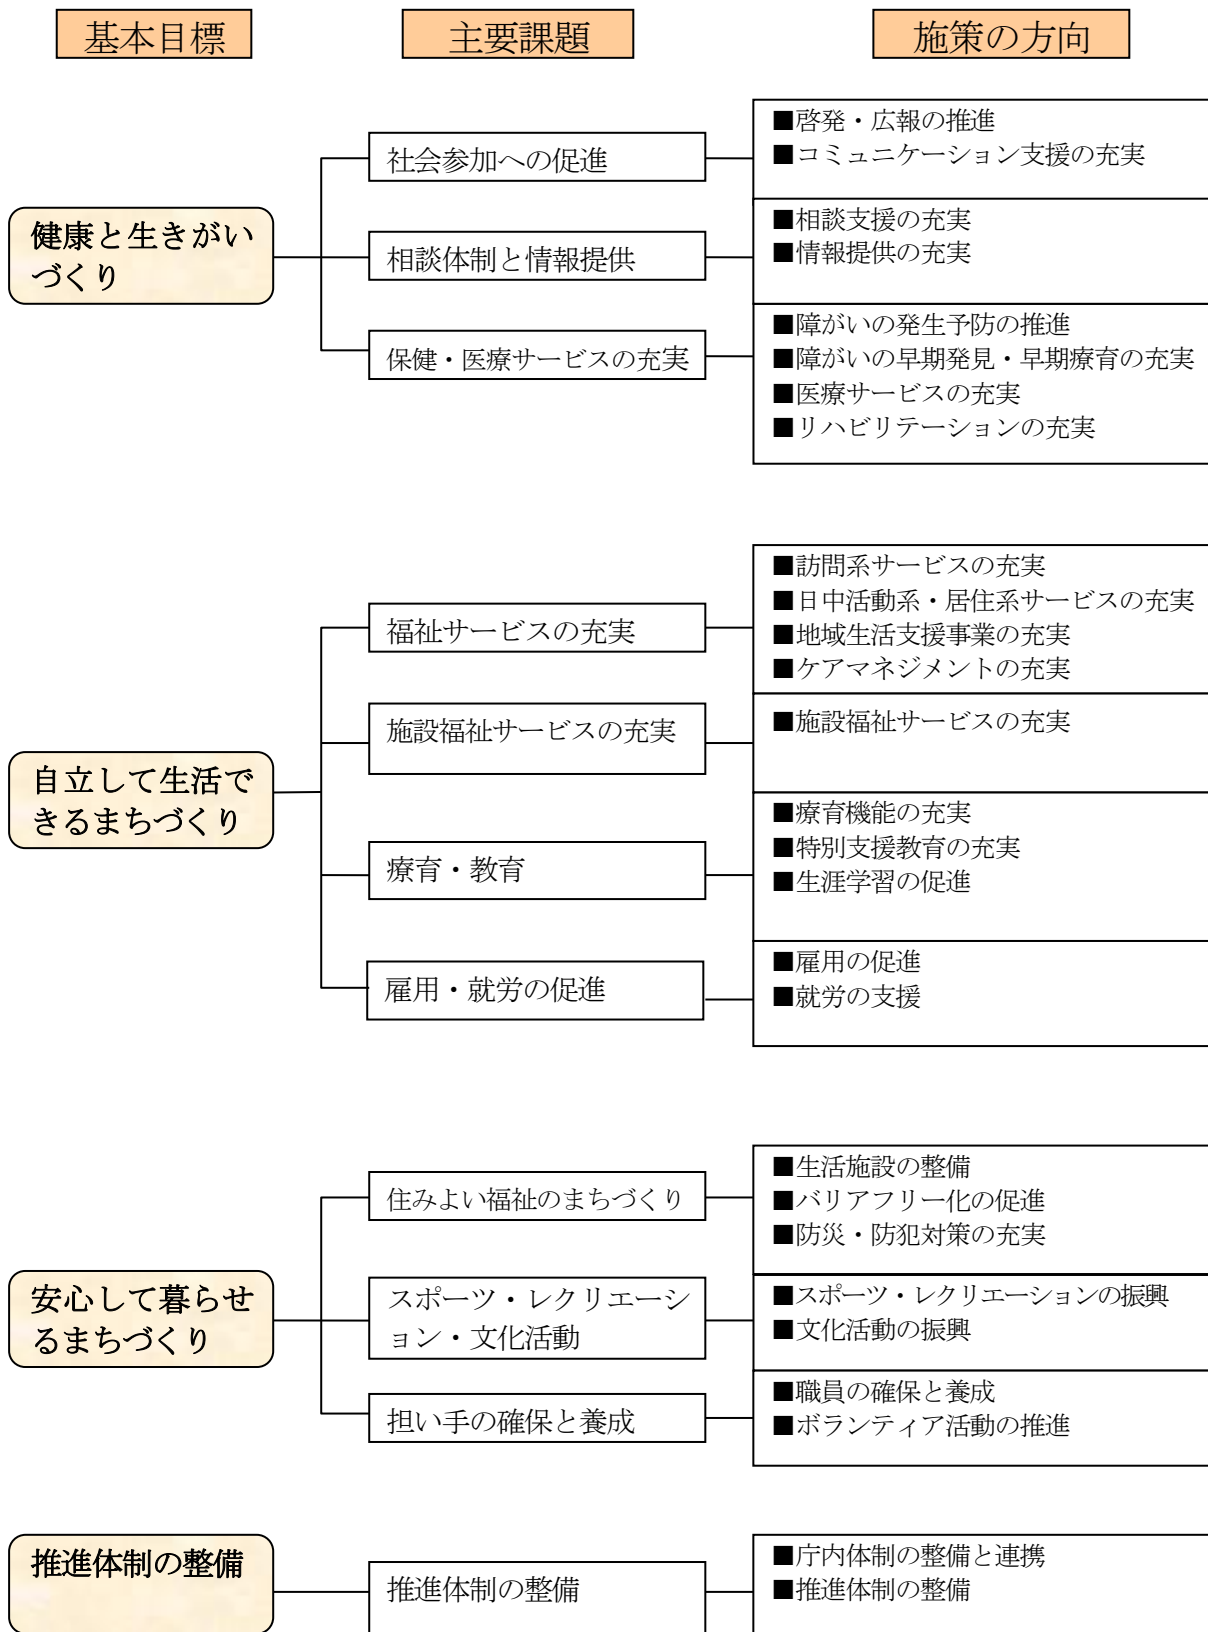 基本目標
主要課題
施策の方向
健康と生きがい
づくり
社会参加への促進
■啓発・広報の推進
■コミュニケーション支援の充実
相談体制と情報提供
■相談支援の充実
■情報提供の充実
保健・医療サービスの充実
■障がいの発生予防の推進
■障がいの早期発見・早期療育の充実
■医療サービスの充実
■リハビリテーションの充実
自立して生活で
きるまちづくり
福祉サービスの充実
■訪問系サービスの充実
■日中活動系・居住系サービスの充実
■地域生活支援事業の充実
■ケアマネジメントの充実
施設福祉サービスの充実
■施設福祉サービスの充実
療育・教育
■療育機能の充実
■特別支援教育の充実
■生涯学習の促進
雇用・就労の促進
■雇用の促進
■就労の支援
安心して暮らせ
るまちづくり
住みよい福祉のまちづくり
■生活施設の整備
■バリアフリー化の促進
■防災・防犯対策の充実
スポーツ・レクリエーシ
ョン・文化活動
■スポーツ・レクリエーションの振興
■文化活動の振興
担い手の確保と養成
■職員の確保と養成
■ボランティア活動の推進
推進体制の整備
推進体制の整備
■庁内体制の整備と連携
■推進体制の整備